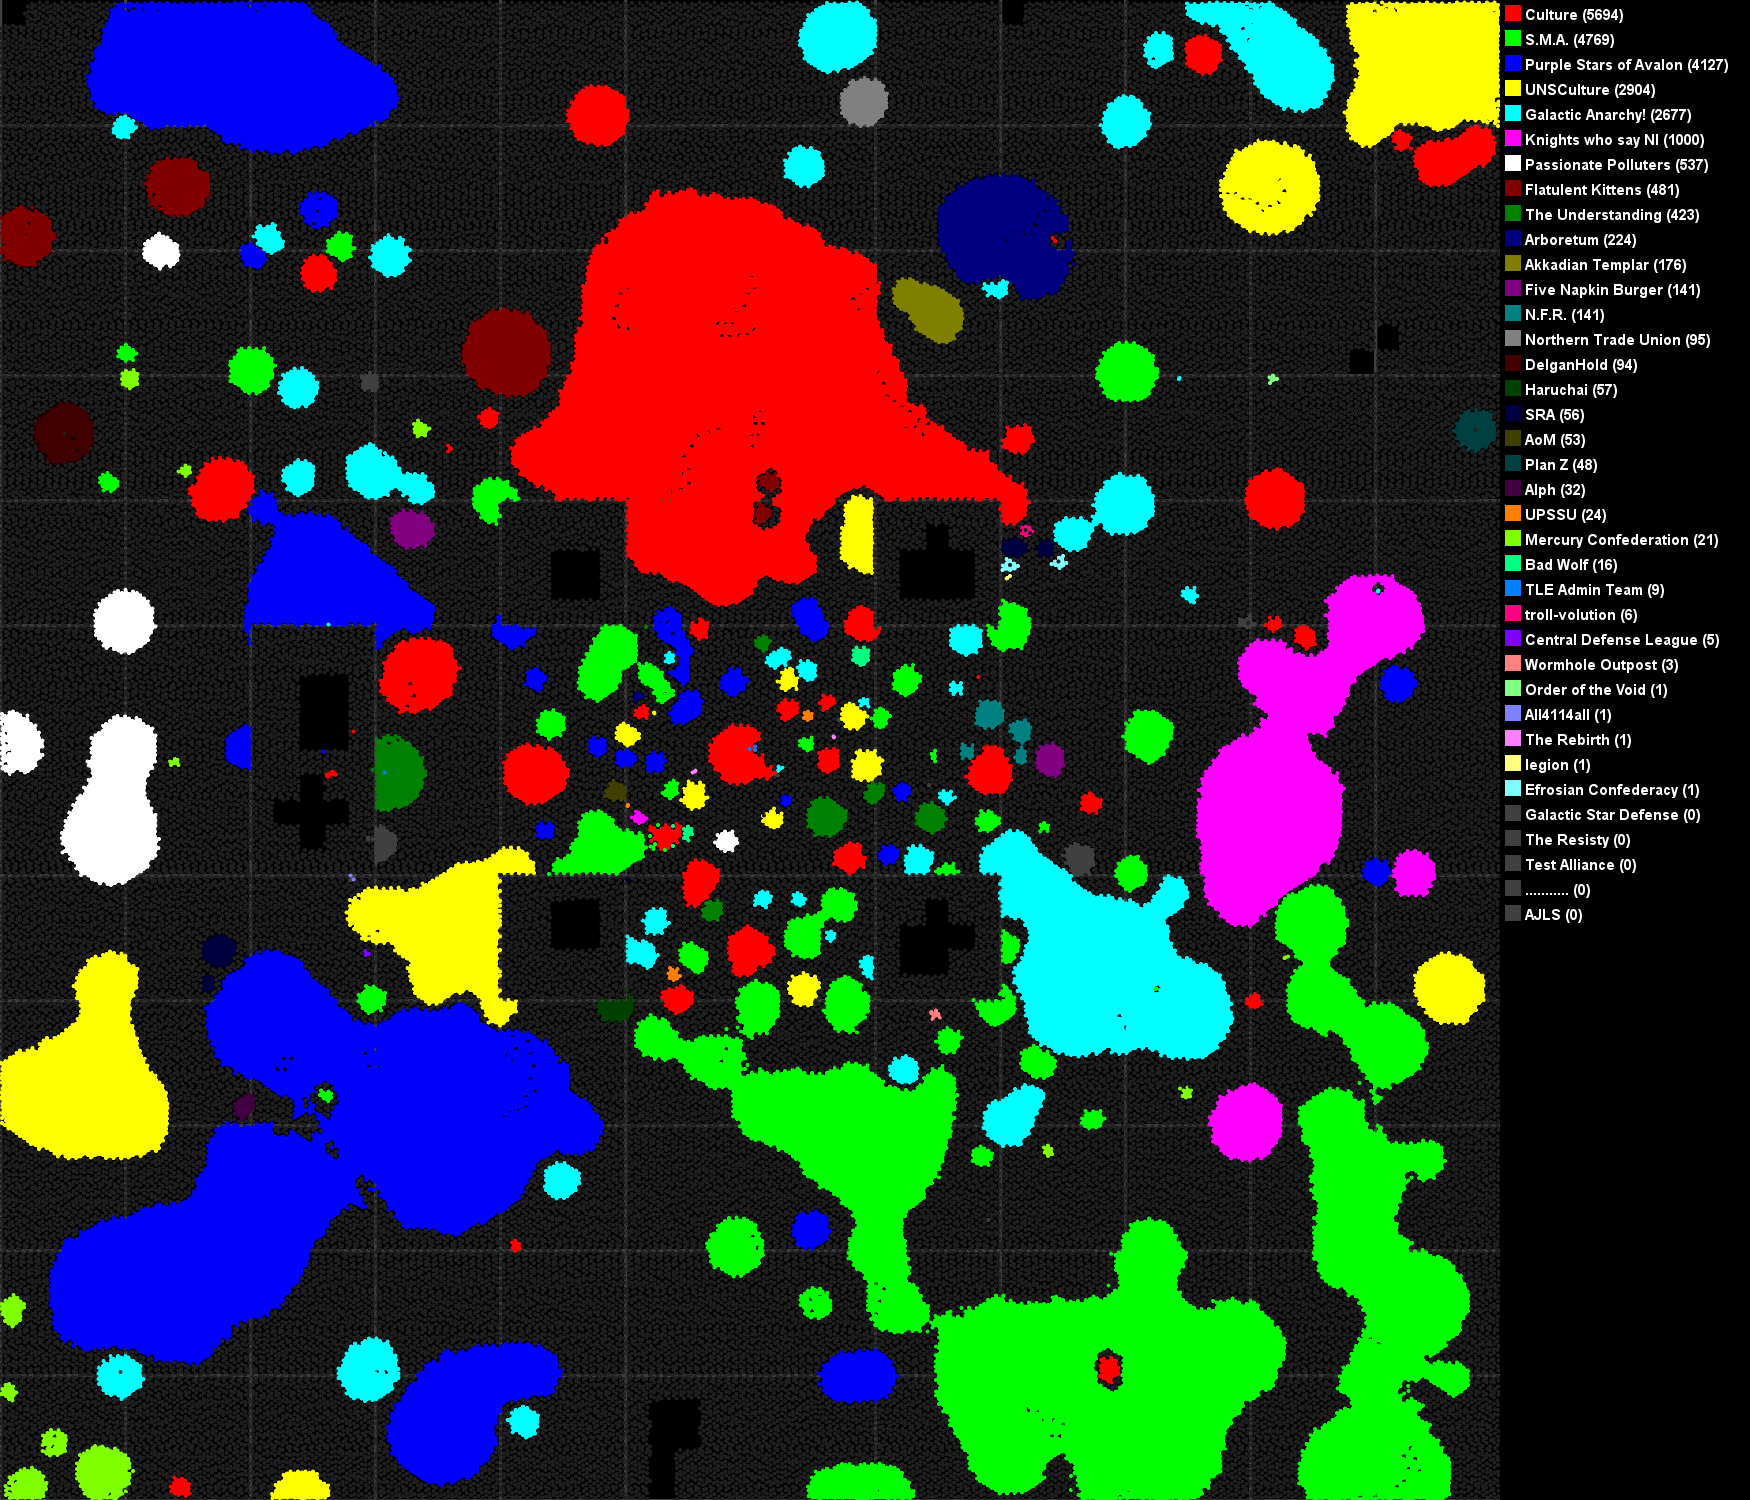 Culture (5694)
S.M.A. (4769)
Purple Stars of Avalon (4127)
UNSCulture (2904)
Galactic Anarchy! (2677)
Knights who say NI (1000)
Passionate Polluters (537)
Flatulent Kittens (481)
The Understanding (423)
Arboretum (224)
Akkadian Templar (176)
Five Napkin Burger (141)
N.F.R. (141)
Northern Trade Union (95)
DelganHold (94)
Haruchai (57)
SRA (56)
AoM (53)
Plan Z (48)
Alph (32)
UPSSU (24)
Mercury Confederation (21)
Bad Wolf (16)
TLE Admin Team (9)
troll-volution (6)
Central Defense League (5)
Wormhole Outpost (3)
Order of the Void (1)
All4114all (1)
The Rebirth (1)
legion (1)
Efrosian Confederacy (1)
Galactic Star Defense (0)
The Resisty (0)
Test Alliance (0)
........... (0)
AJLS (0)